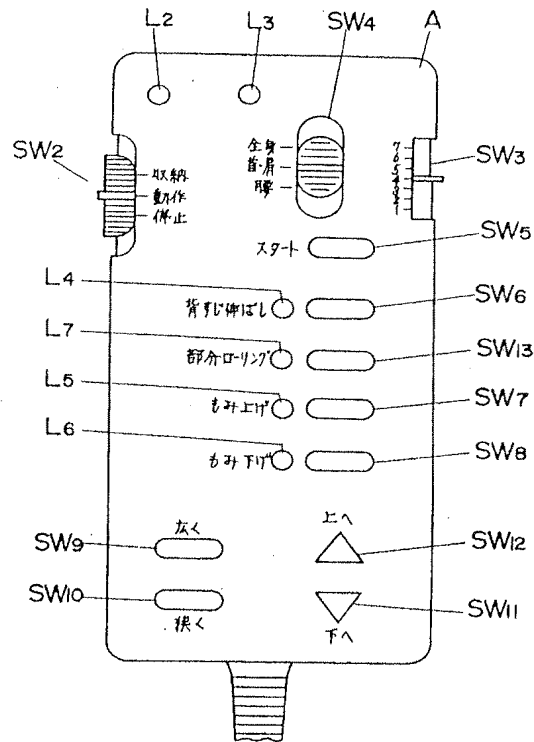 L2 L3 SW4 A
全身
首・肩
腰
7
6
5
4
3
2
1
SW3
SW2
収納
動作
停止
スタート
SW5
L4
背すじ伸ばし
SW6
L7
部分ローリング
SW13
L5
もみ上げ
SW7
L6
もみ下げ
SW8
SW9
広く
上へ
SW12
SW10
狭く
下へ
SW11